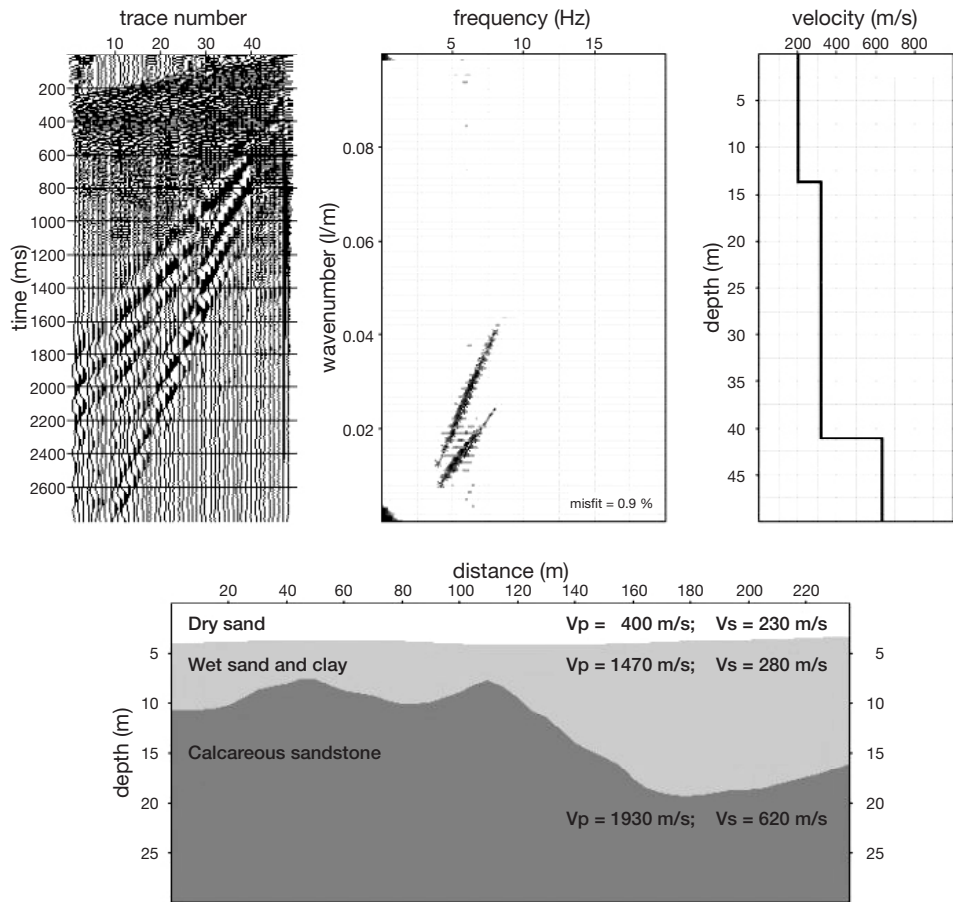 trace number
10 20 30 40
200
400
600
800
1000
1200
1400
1600
1800
2000
2200
2400
2600
time (ms)
frequency (Hz)
5 10 15
0.08
0.06
0.04
0.02
wavenumber (l/m)
misfit = 0.9 %
velocity (m/s)
200 400 600 800
5
10
15
20
25
30
35
40
45
depth (m)
distance (m)
20 40 60 80 100 120 140 160 180 200 220
Dry sand Vp = 400 m/s; Vs = 230 m/s
5 5
Wet sand and clay Vp = 1470 m/s; Vs = 280 m/s
10 10
Calcareous sandstone
15 15
20 20
Vp = 1930 m/s; Vs = 620 m/s
25 25
depth (m)